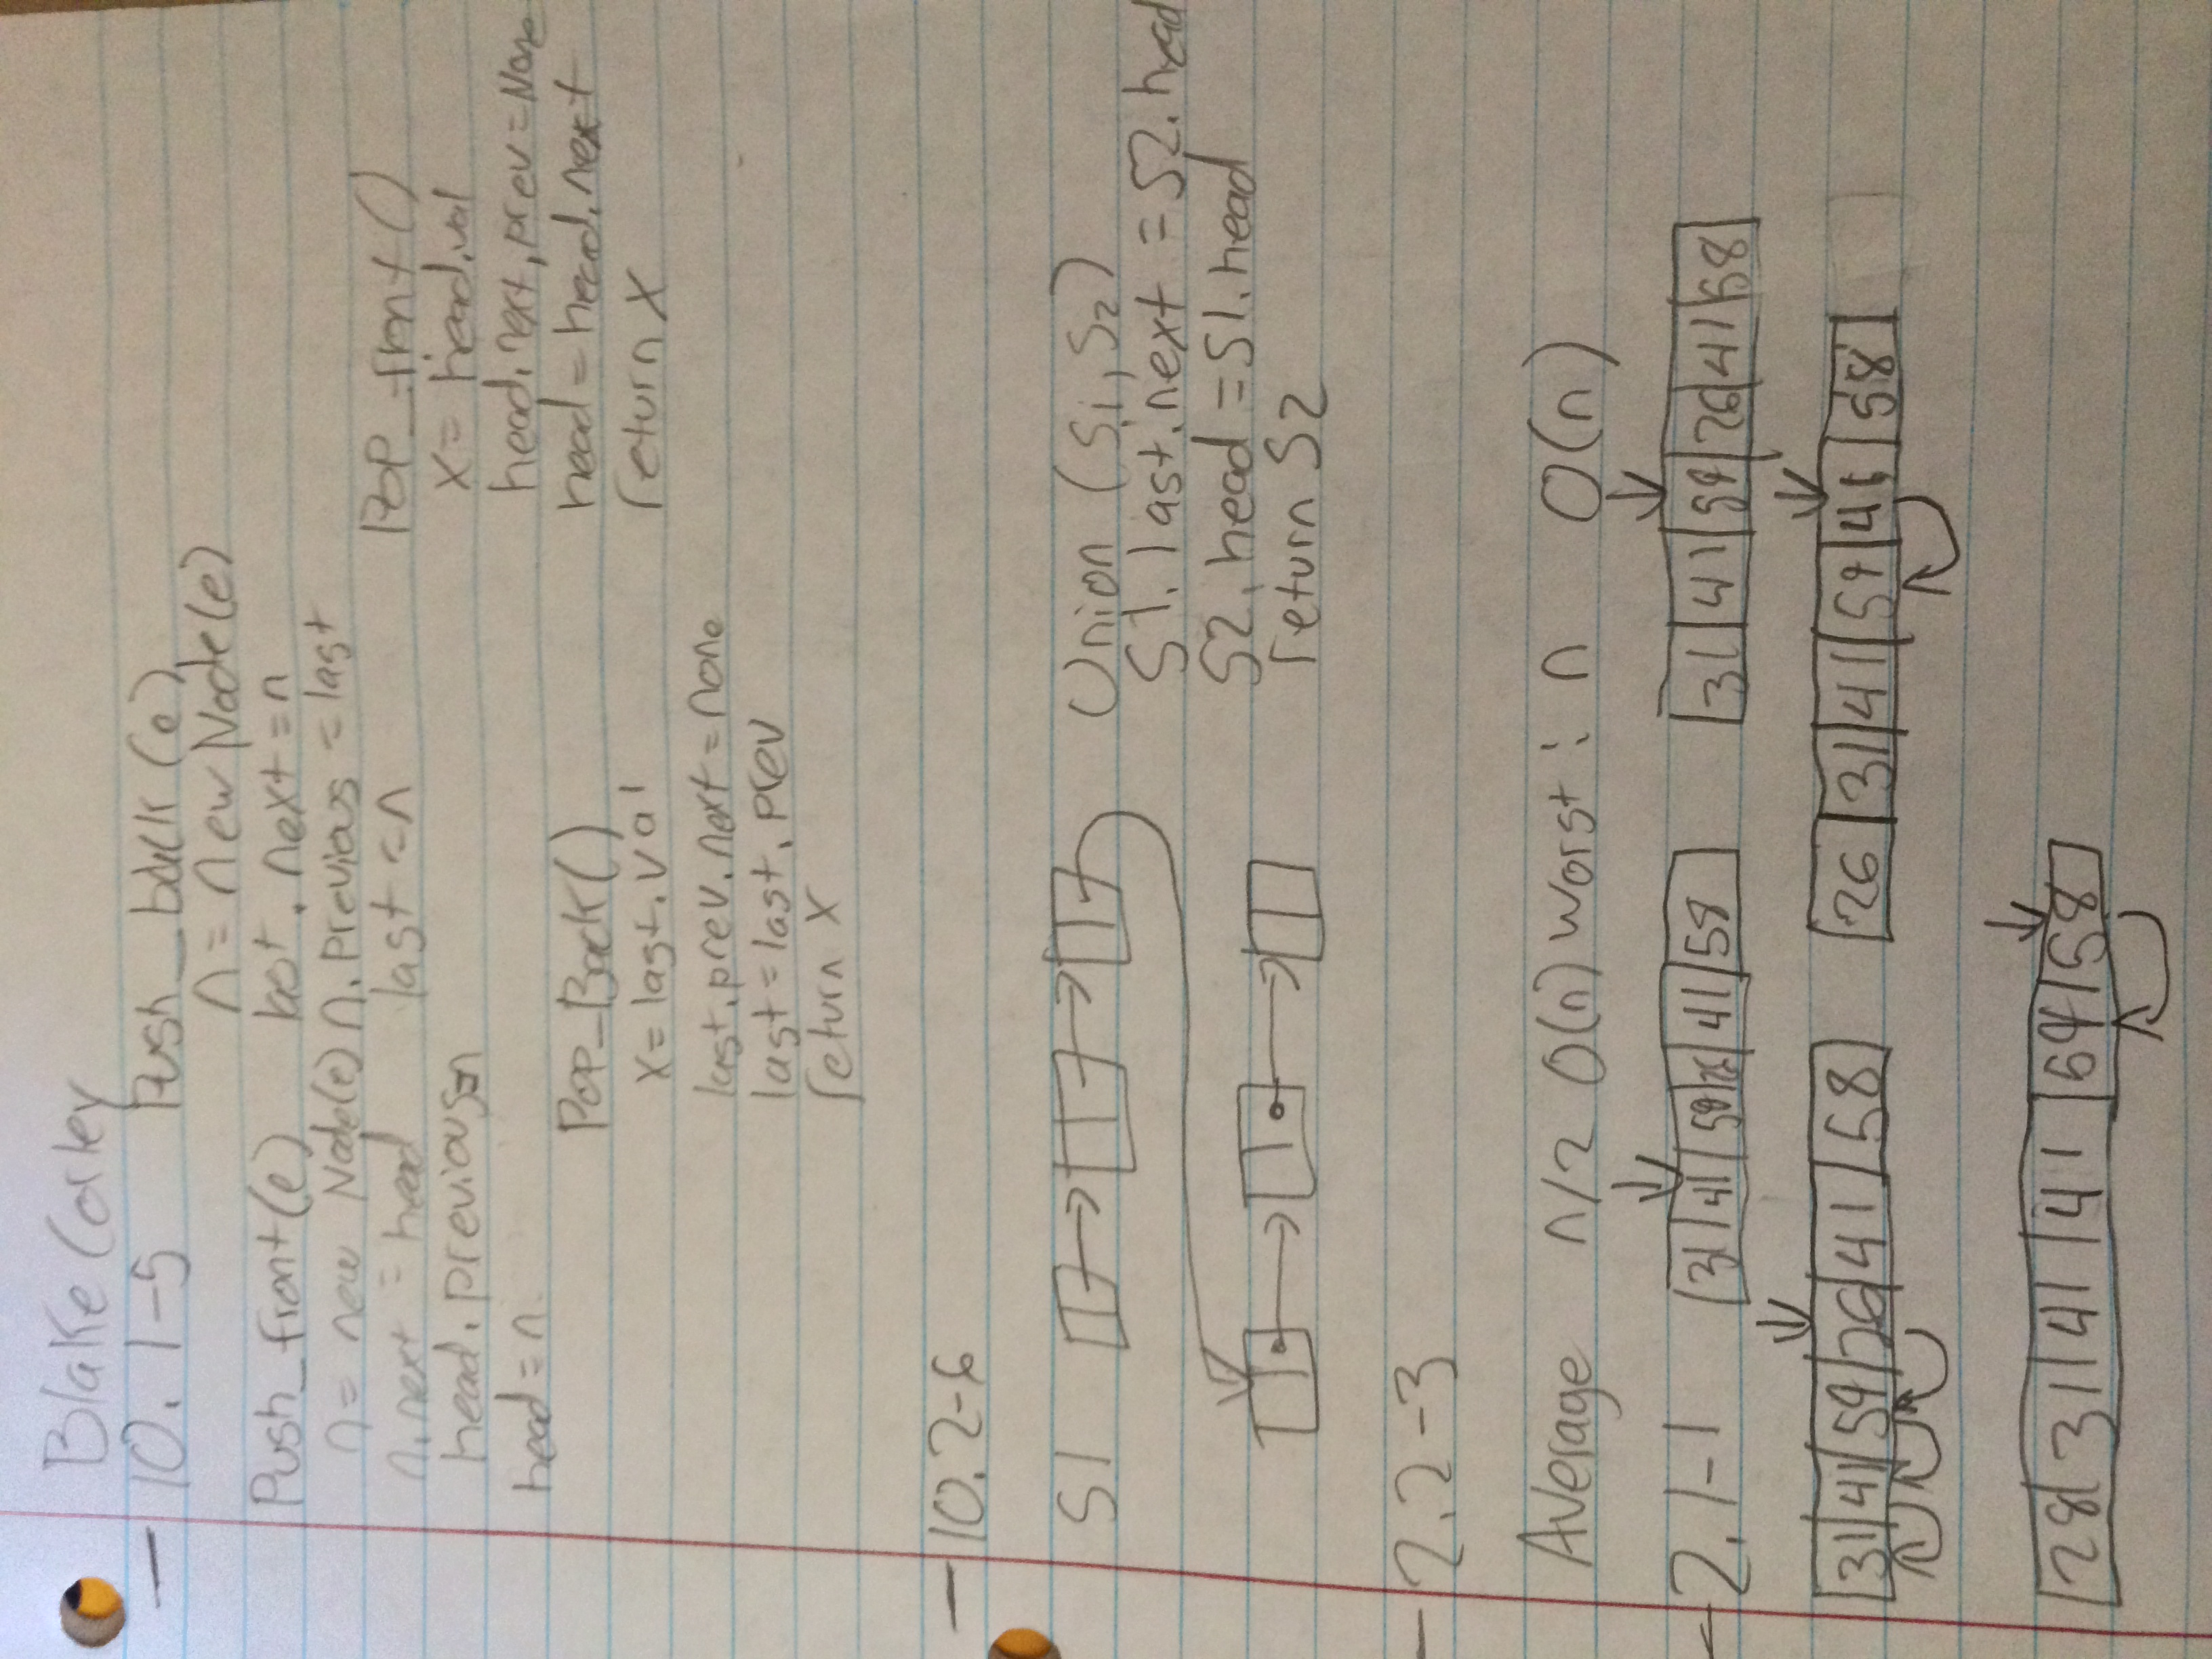 Blake Corley
- 10.1-5
Push_back(e)
n = new Node(e)
last.next = n
n.previous = last
last = n
Push_front(e)
n = new Node(e)
n.next = head
head.previous=n
head = n
Pop_front()
x = head.val
head.next, prev = None
head = head.next
return x
Pop_Back()
x = last.val
last.prev.next = none
last = last.prev
return x
- 10.2-6
S1
Union (S1, S2)
S1.last.next = S2.head
S2.head = S1.head
return S2
- 2.2-3
Average n/2 O(n) worst: n O(n)
- 2.1-1
31 41 59 26 41 58
31 41 59 26 41 58
31 41 59 26 41 58
26 31 41 59 41 58
28 31 41 41 59 58